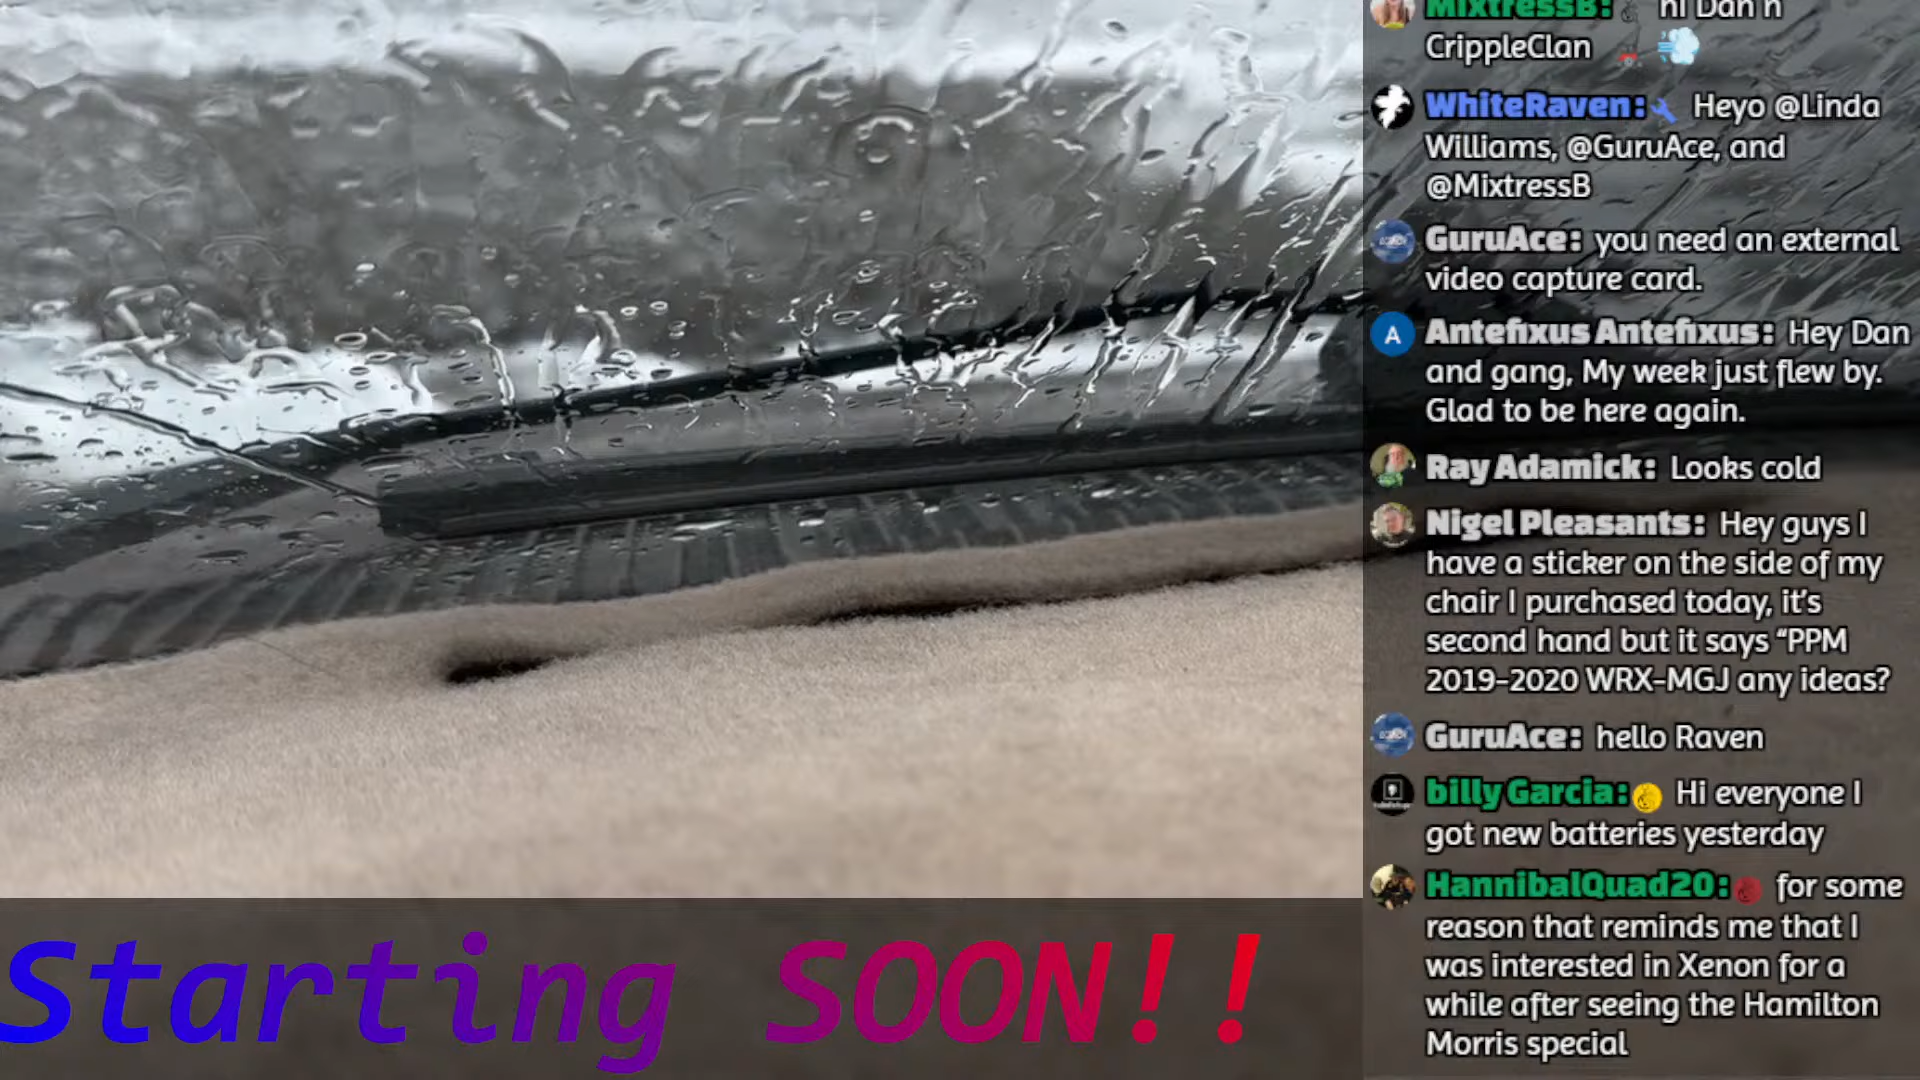 Starting SOON!!
MixtressB: hi Dan n
CrippleClan
WhiteRaven: Heyo @Linda
Williams, @GuruAce, and
@MixtressB
GuruAce: you need an external
video capture card.
A Antefixus Antefixus: Hey Dan
and gang, My week just flew by.
Glad to be here again.
Ray Adamick: Looks cold
Nigel Pleasants: Hey guys I
have a sticker on the side of my
chair I purchased today, it's
second hand but it says “PPM
2019-2020 WRX-MGJ any ideas?
GuruAce: hello Raven
billy Garcia: Hi everyone I
got new batteries yesterday
HannibalQuad20: for some
reason that reminds me that I
was interested in Xenon for a
while after seeing the Hamilton
Morris special